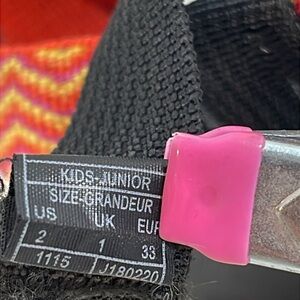 KIDS-JUNIOR
SIZE-GRANDEUR
US UK EUR
2 1 33
1115 J180220